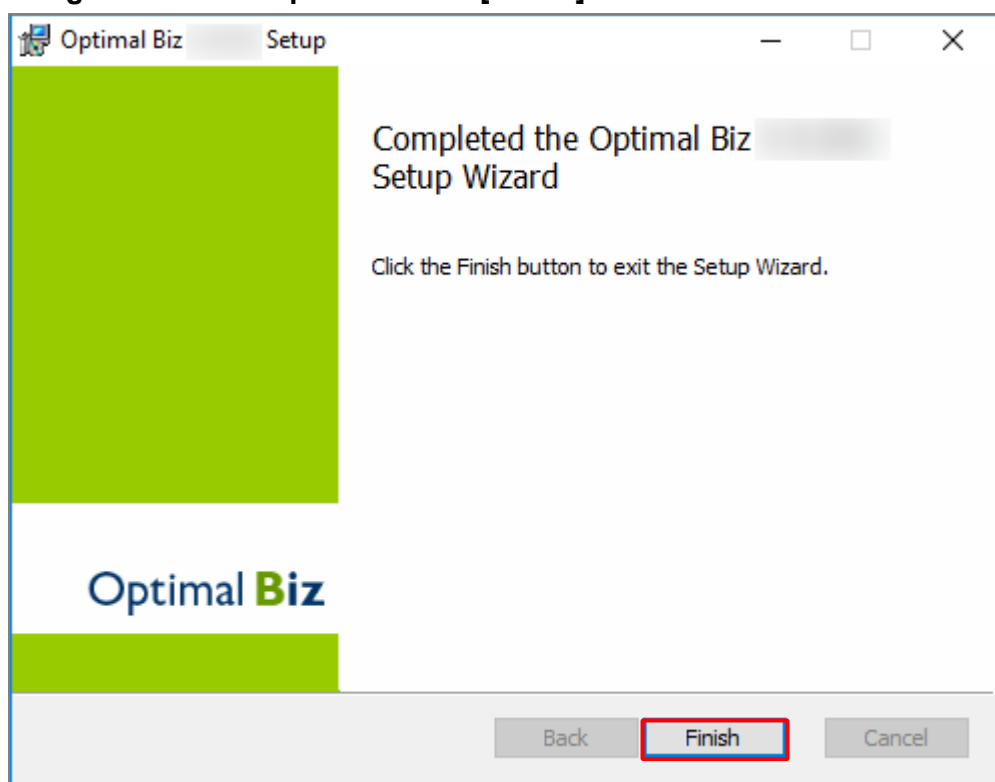 Optimal Biz Setup
Completed the Optimal Biz
Setup Wizard
Click the Finish button to exit the Setup Wizard.
Optimal Biz
Back Finish Cancel